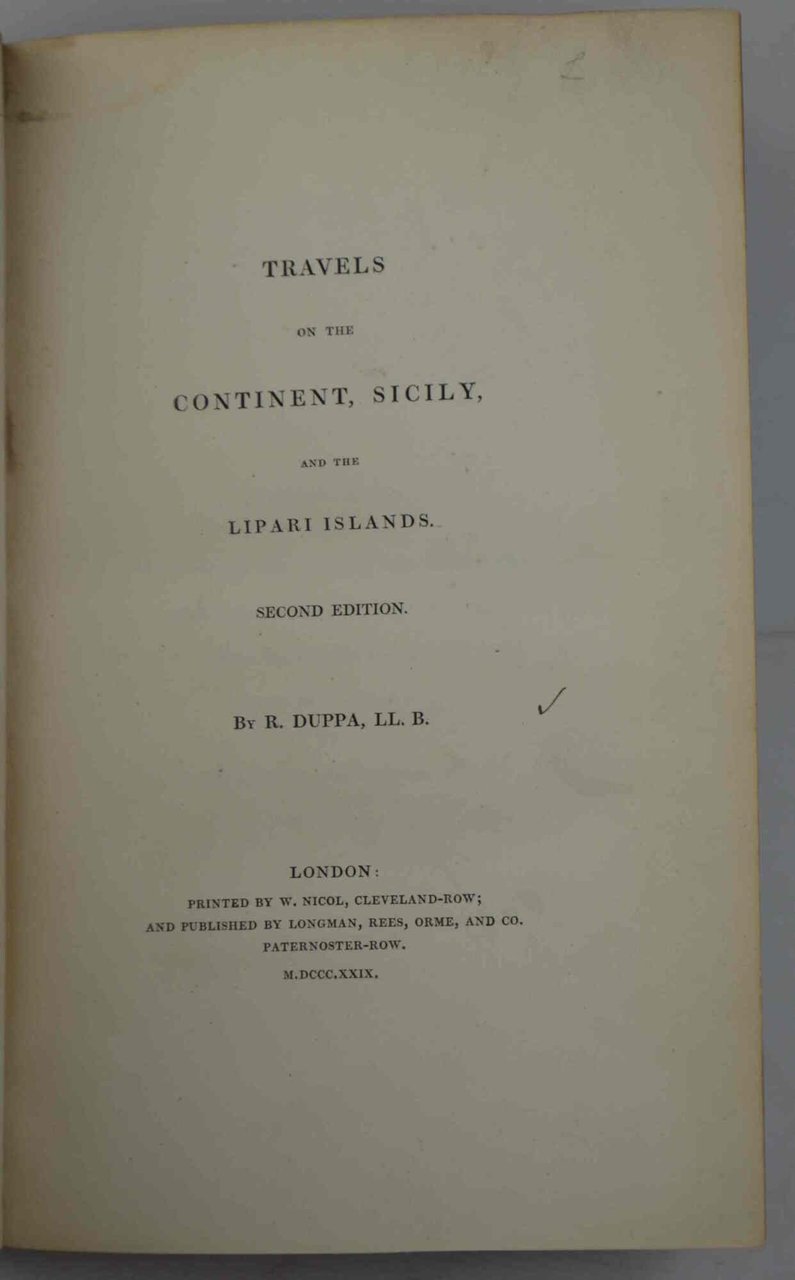 TRAVELS
ON THE
CONTINENT, SICILY,
AND THE
LIPARI ISLANDS.
SECOND EDITION.
By R. DUPPA, LL. B.
LONDON:
PRINTED BY W. NICOL, CLEVELAND-ROW;
AND PUBLISHED BY LONGMAN, REES, ORME, AND CO.
PATERNOSTER-ROW.
M.DCCC.XXIX.